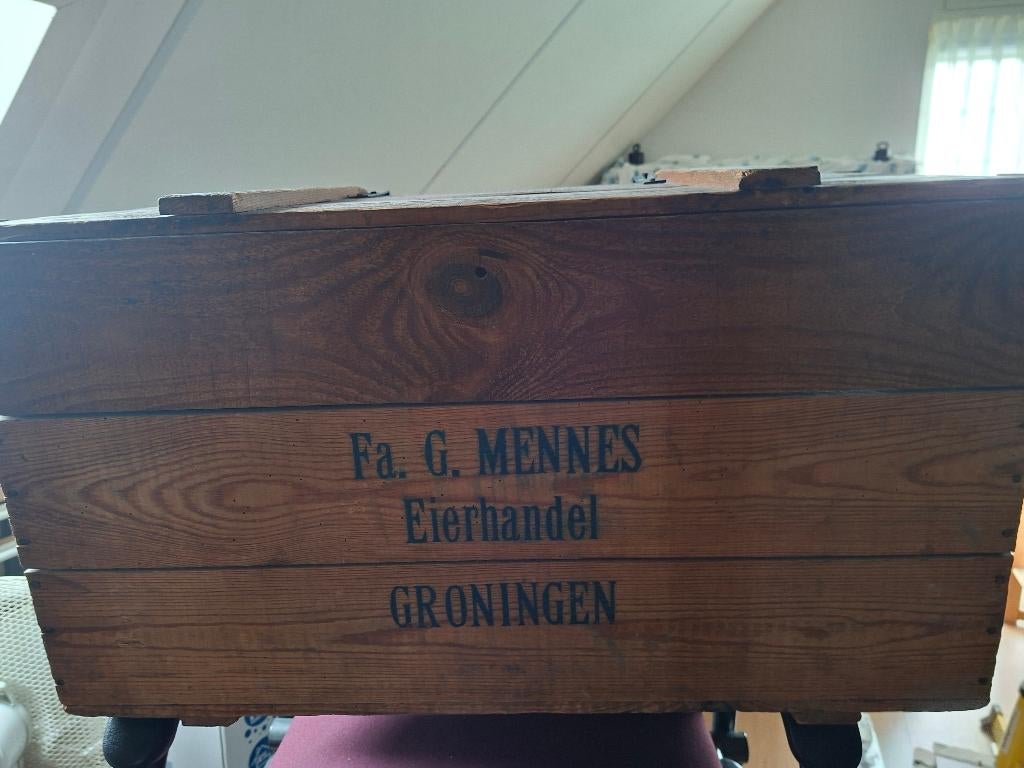 Fa. G. MENNES
Eierhandel
GRONINGEN